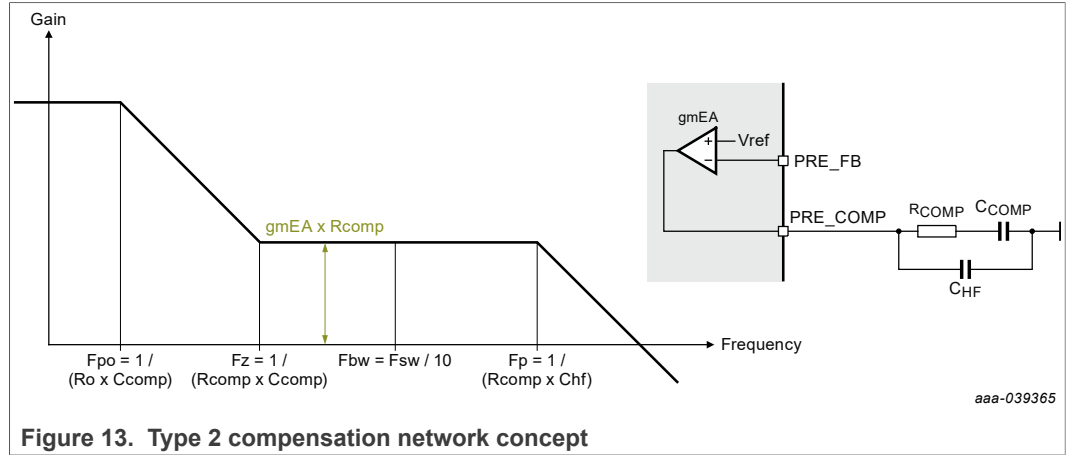 Gain
gmEA
+
Vref
−
PRE_FB
PRE_COMP
RCOMP
CCOMP
CHF
gmEA x Rcomp
Frequency
Fpo = 1 /
(Ro x Ccomp)
Fz = 1 /
(Rcomp x Ccomp)
Fbw = Fsw / 10
Fp = 1 /
(Rcomp x Chf)
aaa-039365
Figure 13. Type 2 compensation network concept